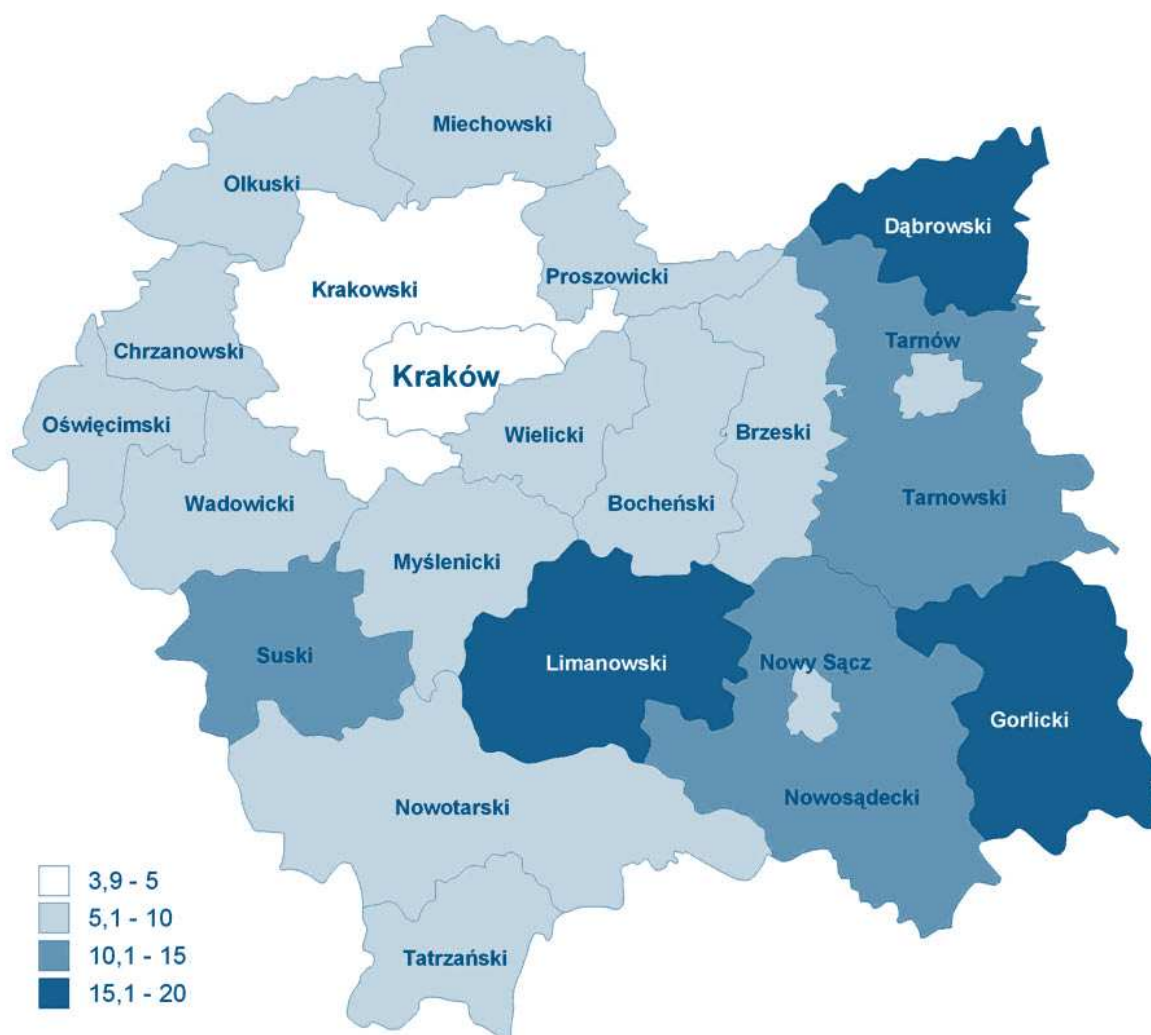 Miechowski
Olkuski
Dąbrowski
Proszowicki
Krakowski
Tarnów
Chrzanowski
Kraków
Oświęcimski
Wielicki
Brzeski
Wadowicki
Bocheński
Tarnowski
Myślenicki
Suski
Limanowski
Nowy Sącz
Gorlicki
Nowotarski
Nowosądecki
3,9 - 5
5,1 - 10
10,1 - 15
15,1 - 20
Tatrzański